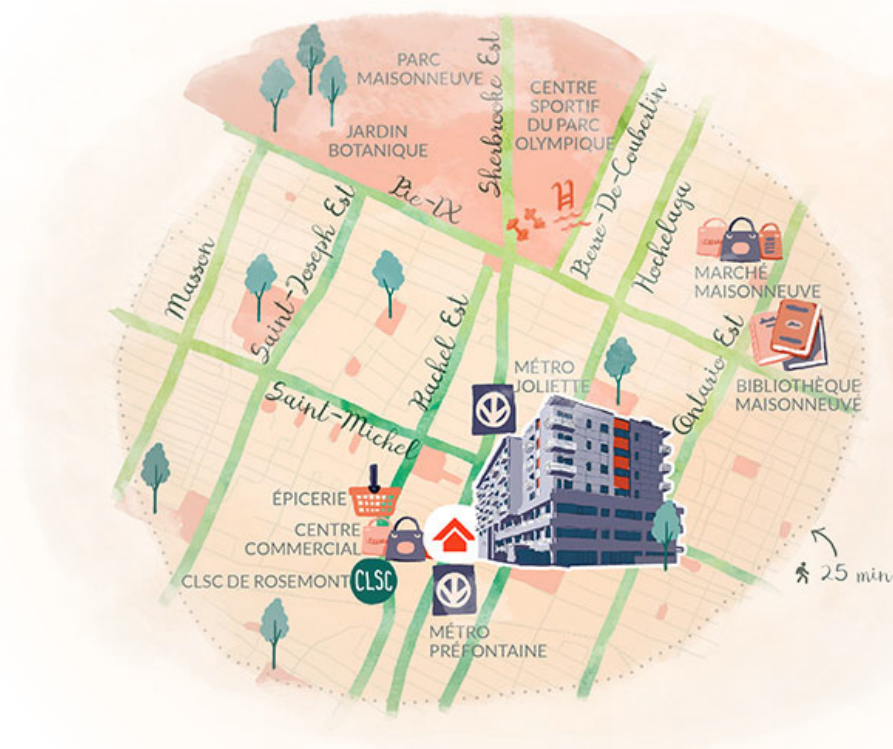 PARC
MAISONNEUVE
JARDIN
BOTANIQUE
Sherbrooke Est
CENTRE
SPORTIF
DU PARC
OLYMPIQUE
Pierre-De-Coubertin
Pie-IX
Hochelaga
Masson
Saint-Joseph Est
MARCHÉ
MAISONNEUVE
Rachel Est
Ontario Est
BIBLIOTHÈQUE
MAISONNEUVE
MÉTRO
JOLIETTE
Saint-Michel
ÉPICERIE
CENTRE
COMMERCIAL
CLSC DE ROSEMONT
CLSC
25 min
MÉTRO
PRÉFONTAINE